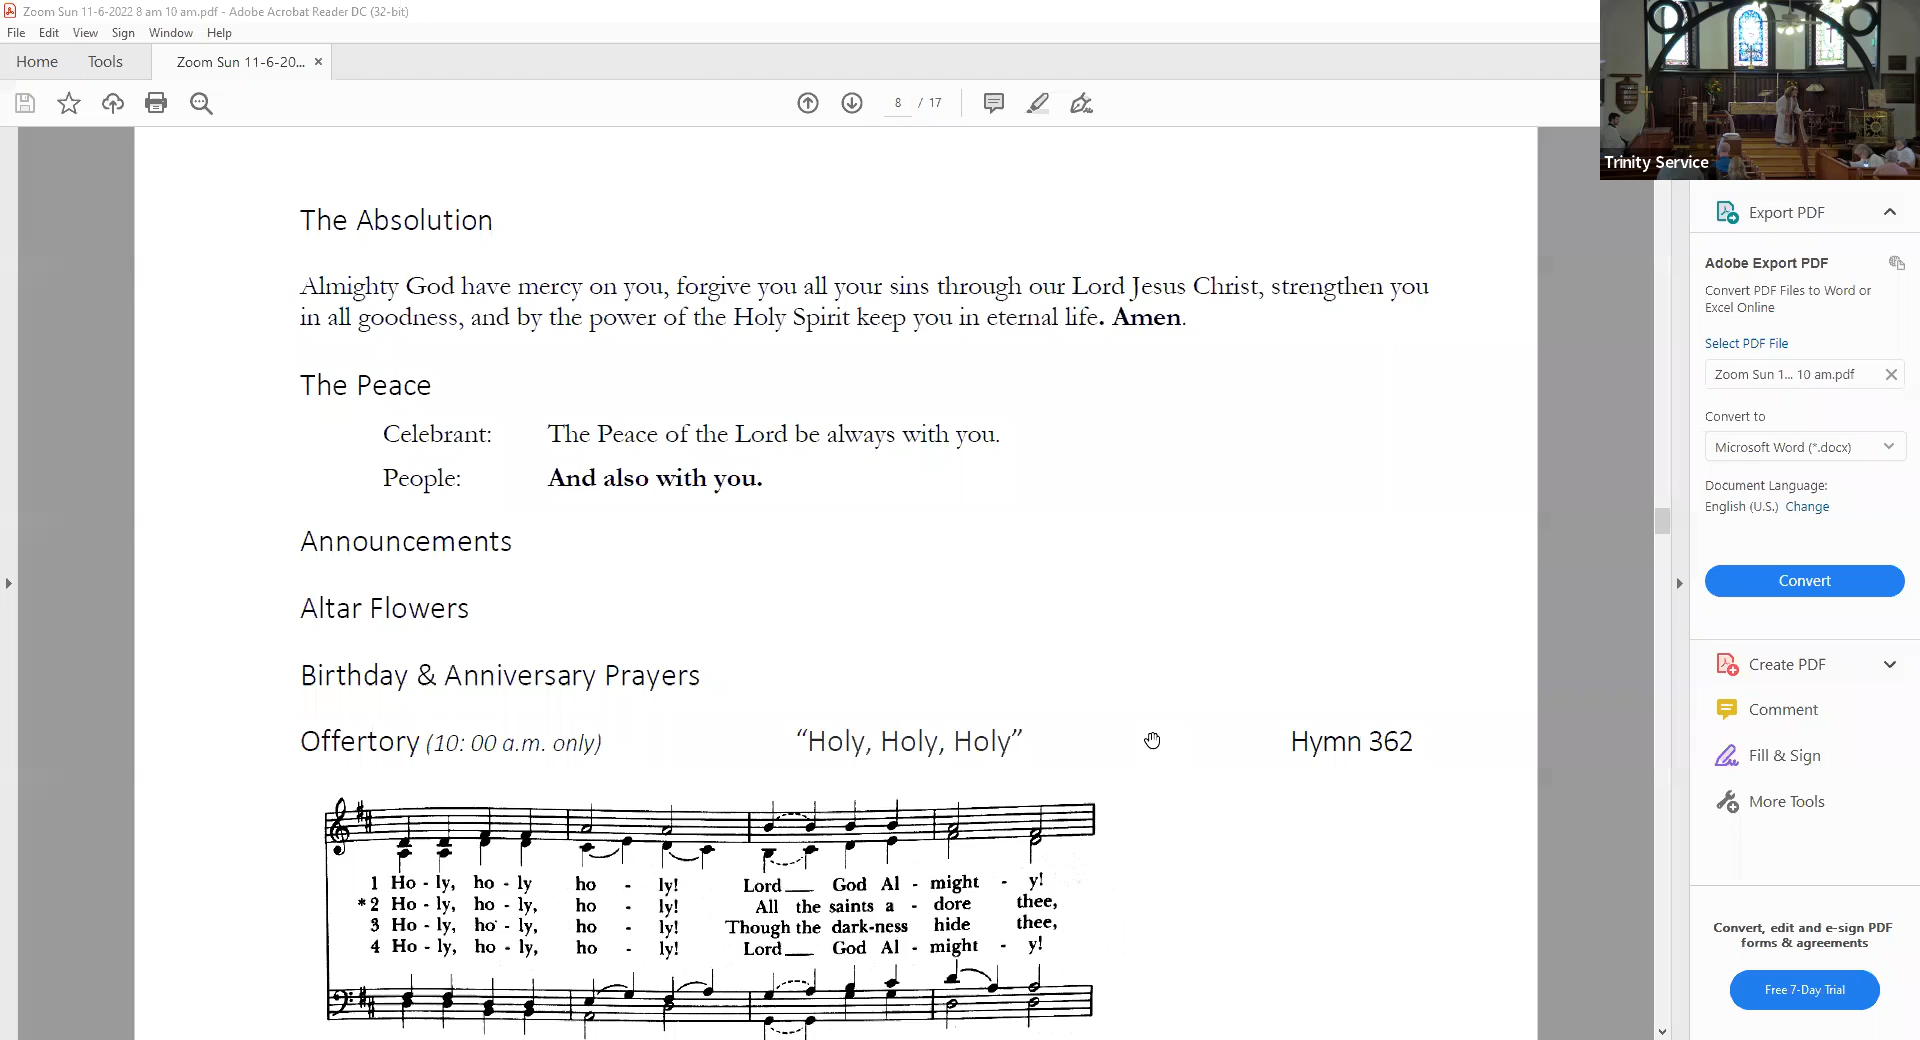 Zoom Sun 11-6-2022 8 am 10 am.pdf - Adobe Acrobat Reader DC (32-bit)
File Edit View Sign Window Help
Home Tools Zoom Sun 11-6-20... ×
8 / 17
Trinity Service
The Absolution
Almighty God have mercy on you, forgive you all your sins through our Lord Jesus Christ, strengthen you
in all goodness, and by the power of the Holy Spirit keep you in eternal life. Amen.
The Peace
Celebrant: The Peace of the Lord be always with you.
People: And also with you.
Announcements
Altar Flowers
Birthday & Anniversary Prayers
Offertory (10: 00 a.m. only) “Holy, Holy, Holy” Hymn 362
1 Ho - ly, ho - ly ho - ly! Lord___ God Al - might - y!
*2 Ho - ly, ho - ly, ho - ly! All the saints a - dore thee,
3 Ho - ly, ho - ly, ho - ly! Though the dark-ness hide thee,
4 Ho - ly, ho - ly, ho - ly! Lord___ God Al - might - y!
Export PDF
Adobe Export PDF
Convert PDF Files to Word or
Excel Online
Select PDF File
Zoom Sun 1... 10 am.pdf
Convert to
Microsoft Word (*.docx)
Document Language:
English (U.S.) Change
Convert
Create PDF
Comment
Fill & Sign
More Tools
Convert, edit and e-sign PDF
forms & agreements
Free 7-Day Trial